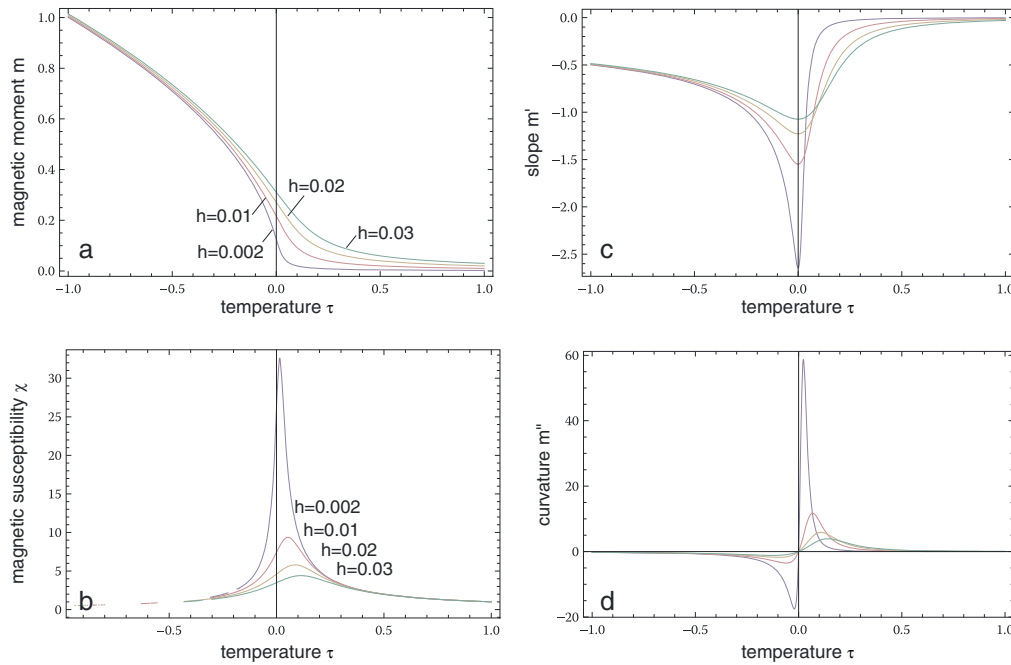 1.0
0.8
0.6
0.4
0.2
0.0
magnetic moment m
h=0.02
h=0.01
h=0.03
h=0.002
a
−1.0 −0.5 0.0 0.5 1.0
temperature τ
0.0
−0.5
−1.0
−1.5
−2.0
−2.5
slope m'
c
−1.0 −0.5 0.0 0.5 1.0
temperature τ
30
25
20
15
10
5
0
magnetic susceptibility χ
h=0.002
h=0.01
h=0.02
h=0.03
b
−0.5 0.0 0.5 1.0
temperature τ
60
40
20
0
−20
curvature m"
d
−1.0 −0.5 0.0 0.5 1.0
temperature τ